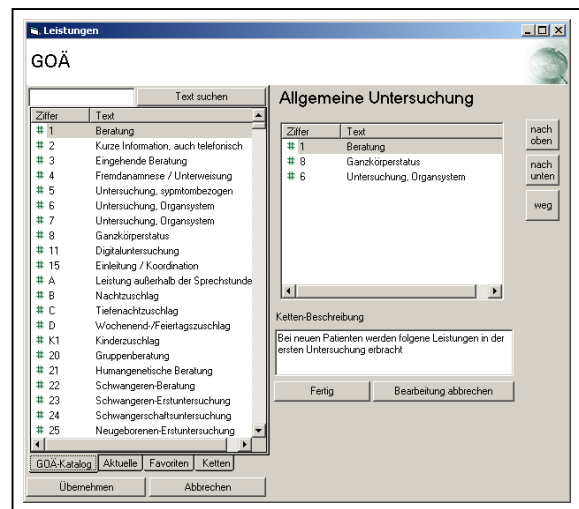 Leistungen
GOÄ
Text suchen
Ziffer Text
# 1 Beratung
# 2 Kurze Information, auch telefonisch
# 3 Eingehende Beratung
# 4 Fremdanamnese / Unterweisung
# 5 Untersuchung, sypmtombezogen
# 6 Untersuchung, Organsystem
# 7 Untersuchung, Organsystem
# 8 Ganzkörperstatus
# 11 Digitaluntersuchung
# 15 Einleitung / Koordination
# A Leistung außerhalb der Sprechstunde
# B Nachtzuschlag
# C Tiefenachtzuschlag
# D Wochenend-/Feiertagszuschlag
# K1 Kinderzuschlag
# 20 Gruppenberatung
# 21 Humangenetische Beratung
# 22 Schwangeren-Beratung
# 23 Schwangeren-Erstuntersuchung
# 24 Schwangerschaftsuntersuchung
# 25 Neugeborenen-Erstuntersuchung
GOÄ-Katalog Aktuelle Favoriten Ketten
Übernehmen Abbrechen
Allgemeine Untersuchung
Ziffer Text
# 1 Beratung
# 8 Ganzkörperstatus
# 6 Untersuchung, Organsystem
nach
oben
nach
unten
weg
Ketten-Beschreibung
Bei neuen Patienten werden folgene Leistungen in der
ersten Untersuchung erbracht
Fertig Bearbeitung abbrechen